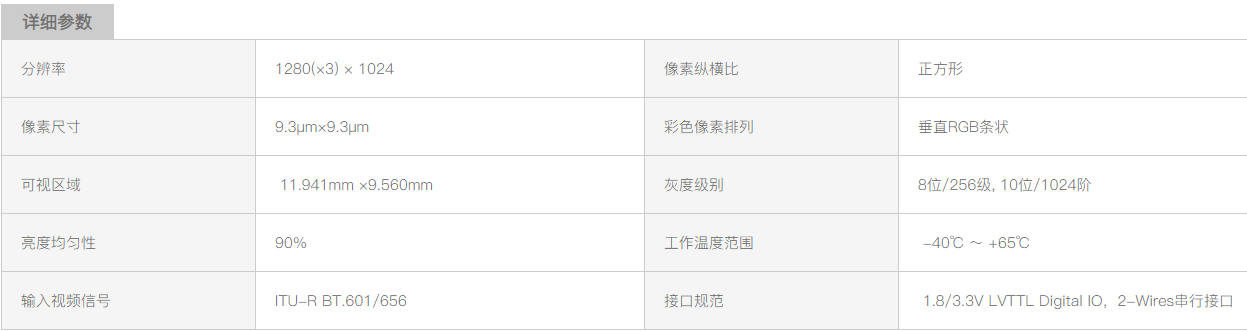 详细参数
分辨率 1280(×3) × 1024 像素纵横比 正方形
像素尺寸 9.3μm×9.3μm 彩色像素排列 垂直RGB条状
可视区域 11.941mm ×9.560mm 灰度级别 8位/256级, 10位/1024阶
亮度均匀性 90% 工作温度范围 -40℃ ~ +65℃
输入视频信号 ITU-R BT.601/656 接口规范 1.8/3.3V LVTTL Digital IO，2-Wires串行接口